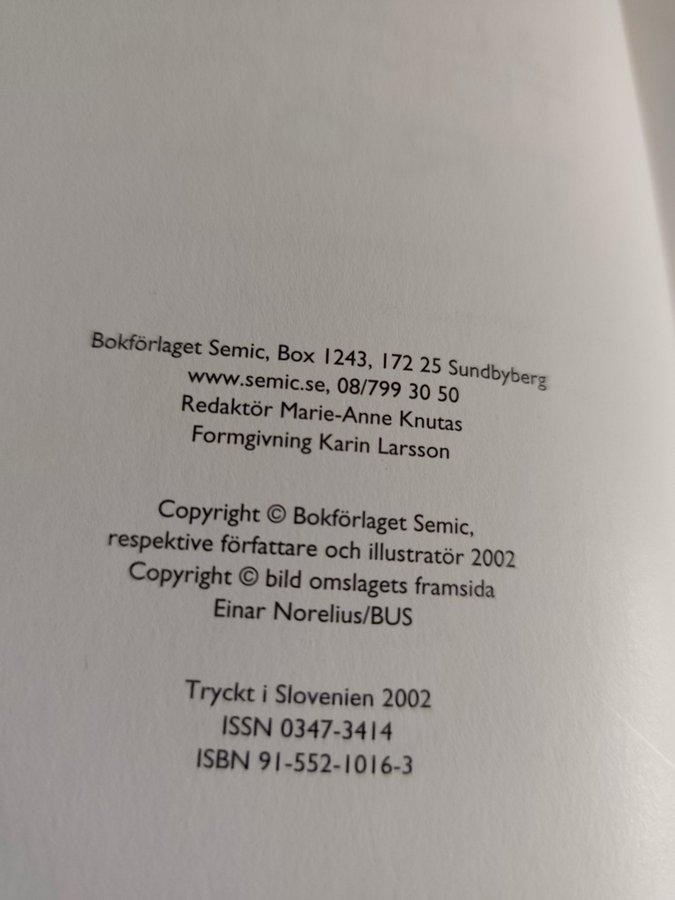 Bokförlaget Semic, Box 1243, 172 25 Sundbyberg
www.semic.se, 08/799 30 50
Redaktör Marie-Anne Knutas
Formgivning Karin Larsson
Copyright © Bokförlaget Semic,
respektive författare och illustratör 2002
Copyright © bild omslagets framsida
Einar Norelius/BUS
Tryckt i Slovenien 2002
ISSN 0347-3414
ISBN 91-552-1016-3